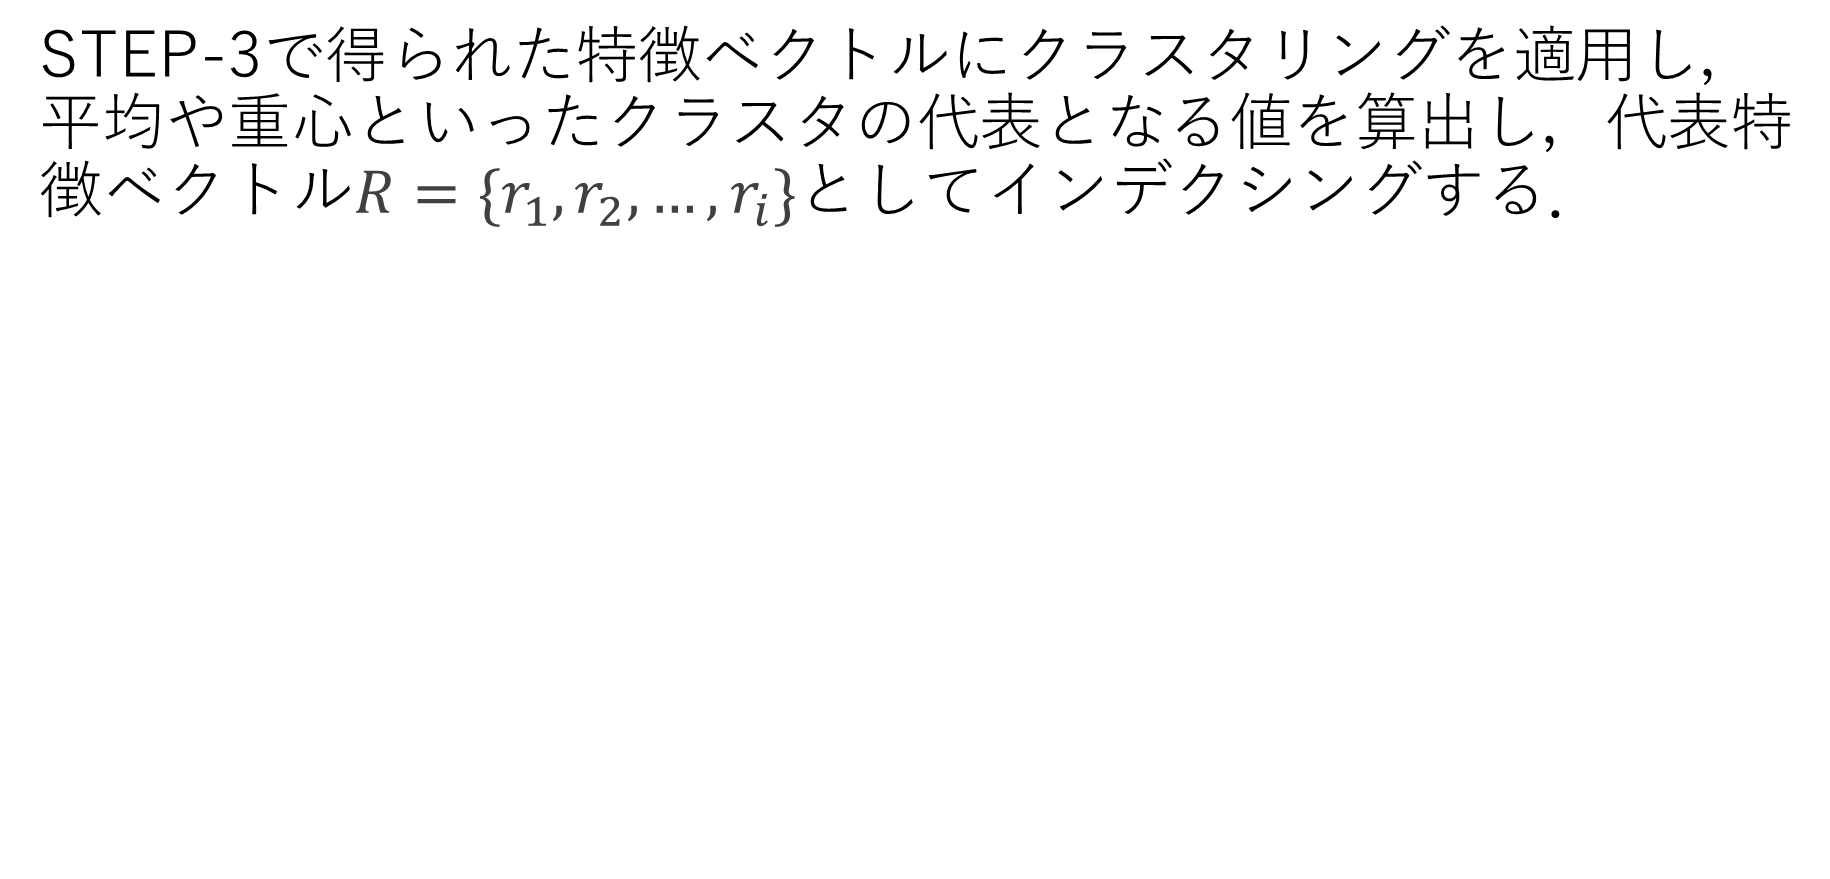 STEP-3で得られた特徴ベクトルにクラスタリングを適用し，
平均や重心といったクラスタの代表となる値を算出し，代表特
徴ベクトル𝑅 = {𝑟₁, 𝑟₂, … , 𝑟ᵢ}としてインデクシングする．